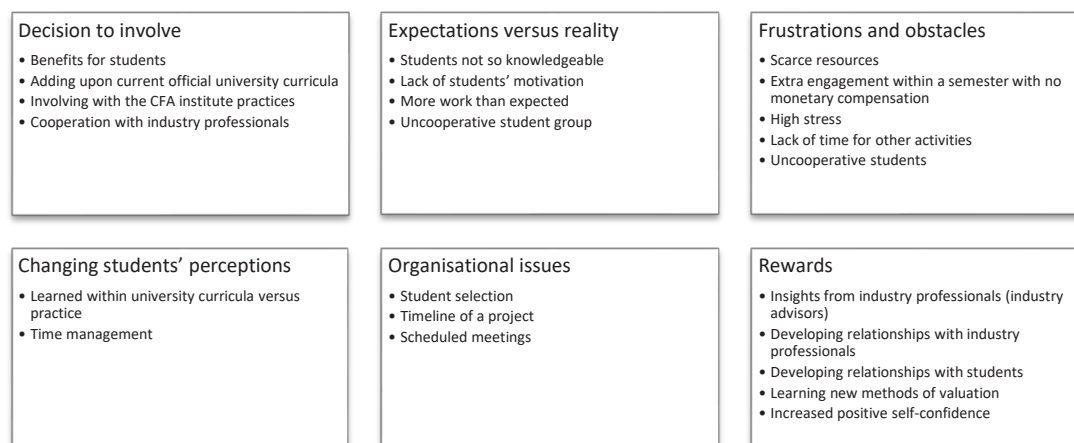 Decision to involve
• Benefits for students
• Adding upon current official university curricula
• Involving with the CFA institute practices
• Cooperation with industry professionals
Expectations versus reality
• Students not so knowledgeable
• Lack of students’ motivation
• More work than expected
• Uncooperative student group
Frustrations and obstacles
• Scarce resources
• Extra engagement within a semester with no
monetary compensation
• High stress
• Lack of time for other activities
• Uncooperative students
Changing students’ perceptions
• Learned within university curricula versus
practice
• Time management
Organisational issues
• Student selection
• Timeline of a project
• Scheduled meetings
Rewards
• Insights from industry professionals (industry
advisors)
• Developing relationships with industry
professionals
• Developing relationships with students
• Learning new methods of valuation
• Increased positive self-confidence